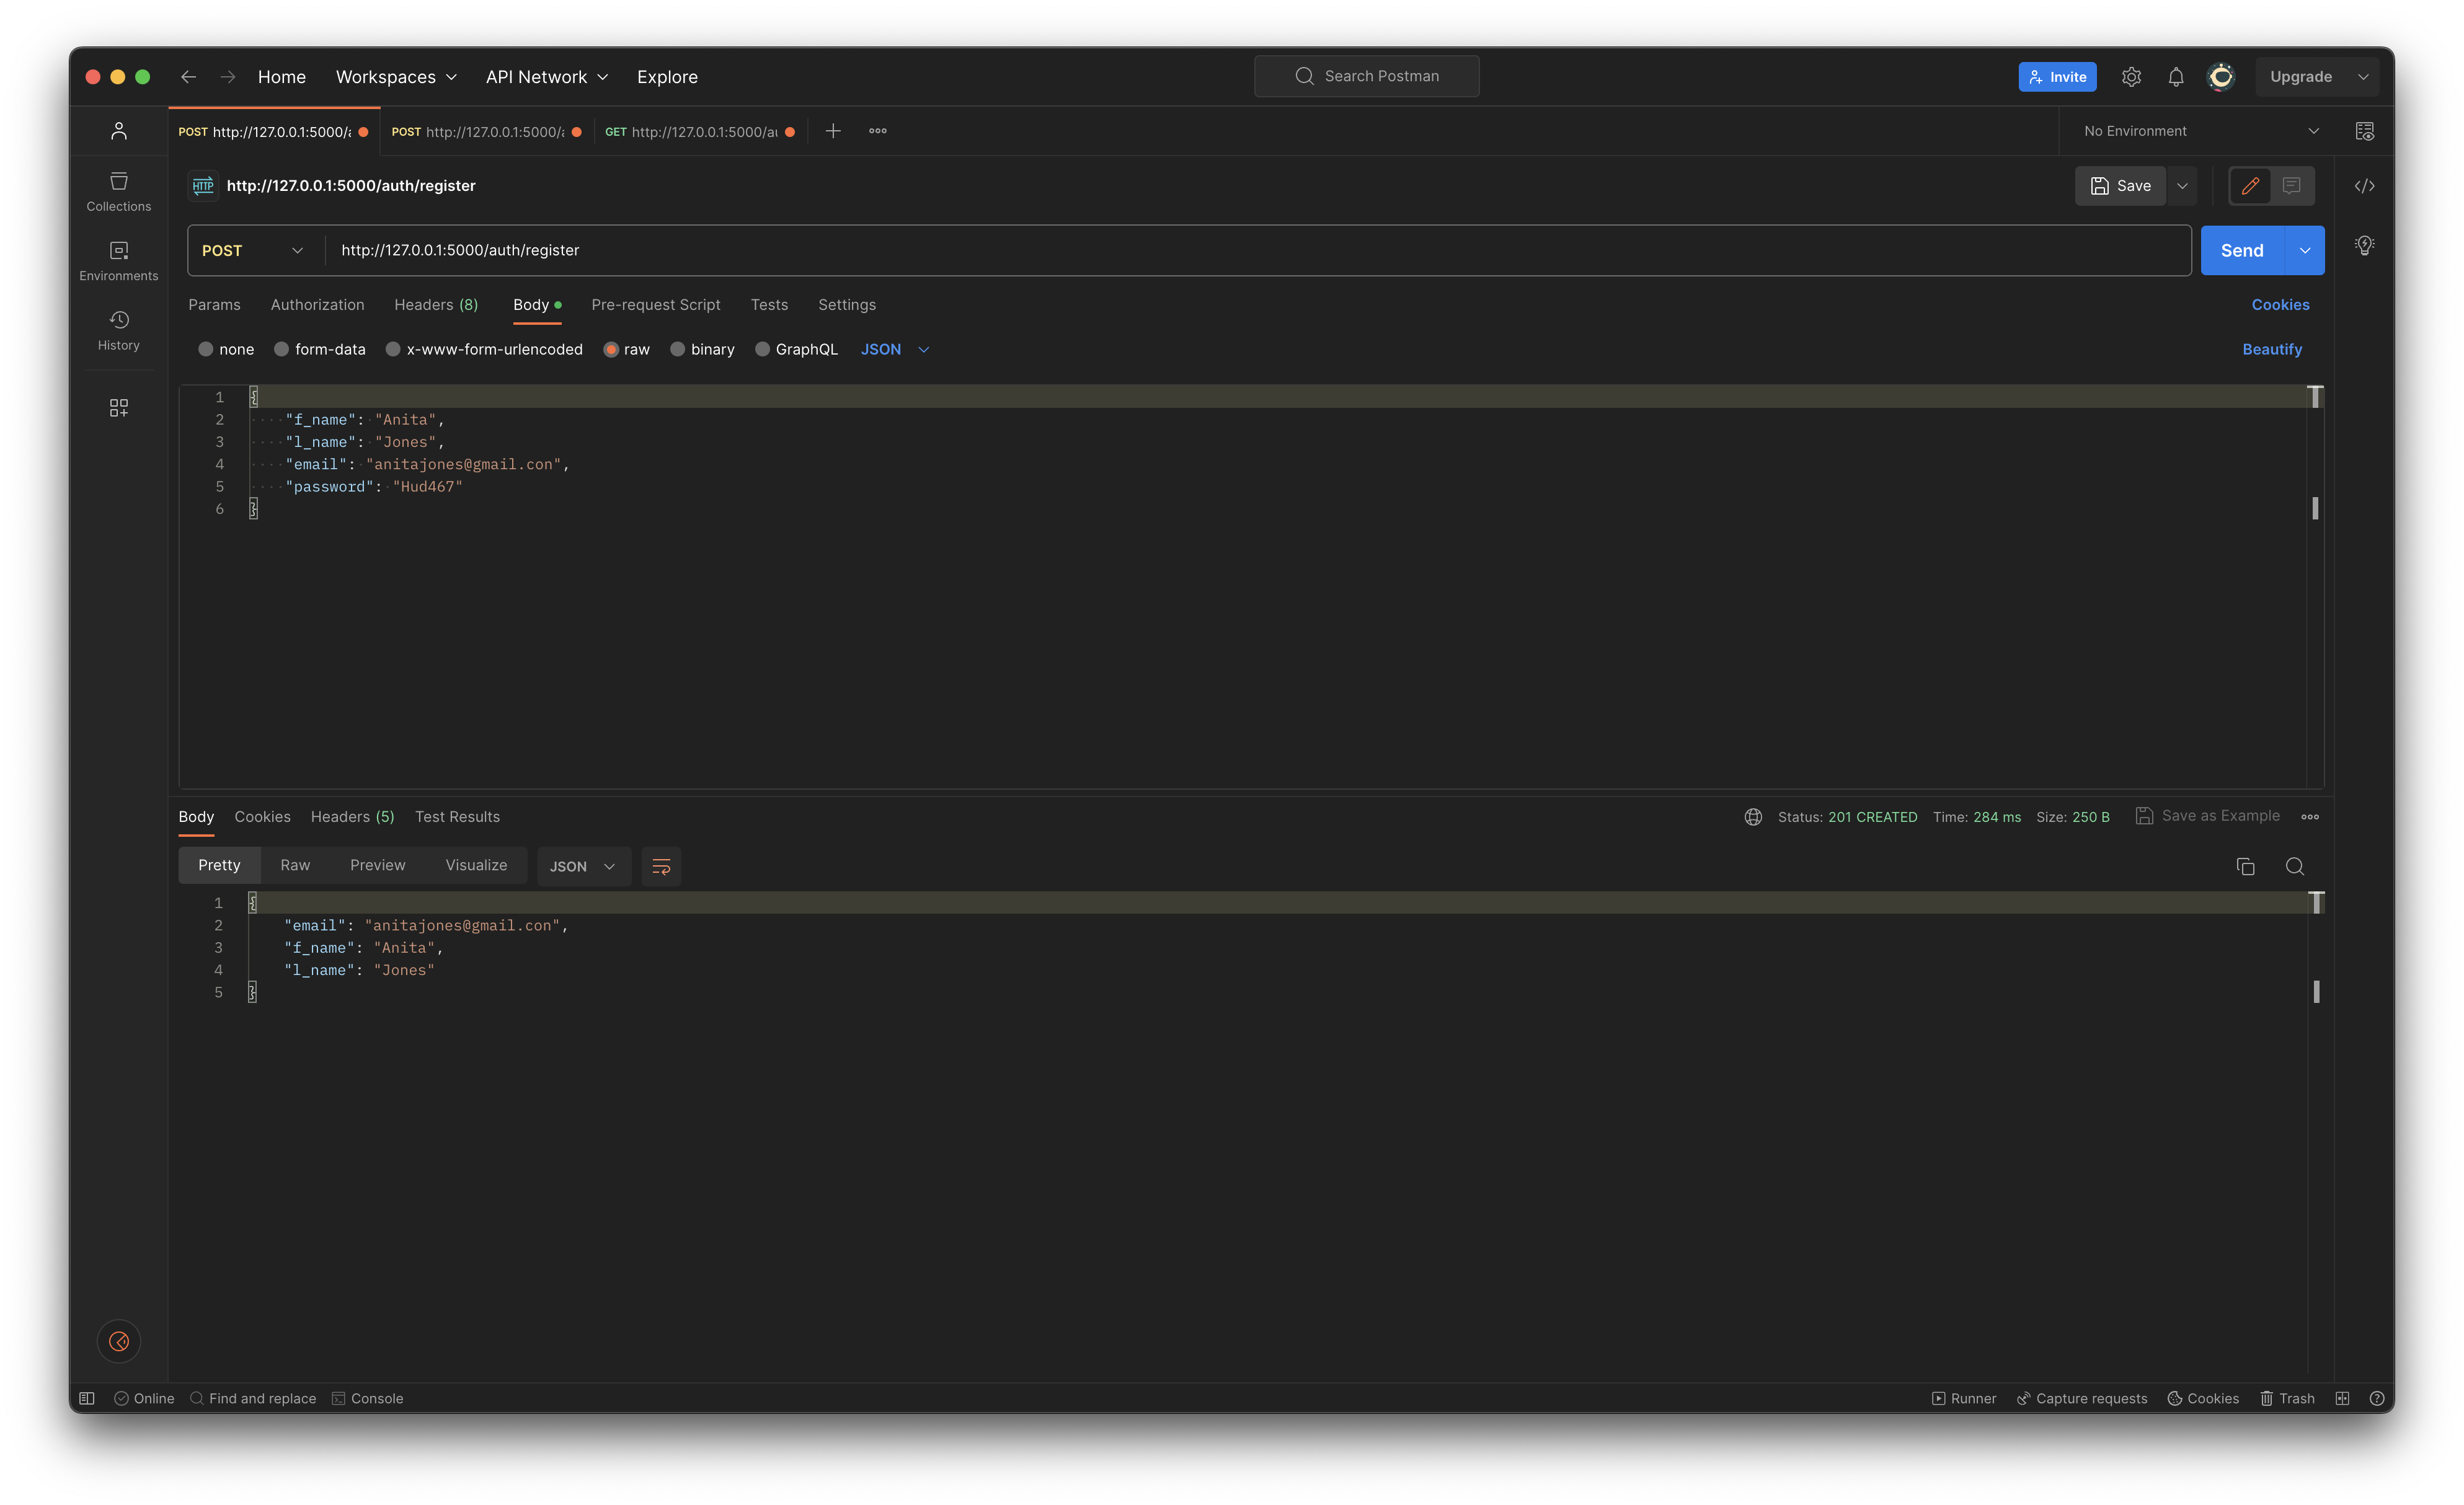 Home Workspaces API Network Explore Search Postman Invite Upgrade
POST http://127.0.0.1:5000/a POST http://127.0.0.1:5000/a GET http://127.0.0.1:5000/au No Environment
HTTP http://127.0.0.1:5000/auth/register Save
Collections
Environments
History
POST http://127.0.0.1:5000/auth/register Send
Params Authorization Headers (8) Body Pre-request Script Tests Settings Cookies
none form-data x-www-form-urlencoded raw binary GraphQL JSON Beautify
1 {
2 "f_name": "Anita",
3 "l_name": "Jones",
4 "email": "anitajones@gmail.con",
5 "password": "Hud467"
6 }
Body Cookies Headers (5) Test Results Status: 201 CREATED Time: 284 ms Size: 250 B Save as Example
Pretty Raw Preview Visualize JSON
1 {
2 "email": "anitajones@gmail.con",
3 "f_name": "Anita",
4 "l_name": "Jones"
5 }
Online Find and replace Console Runner Capture requests Cookies Trash